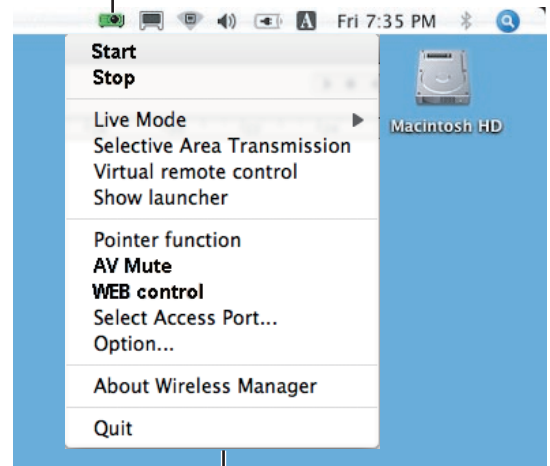 A Fri 7:35 PM
Start
Stop
Live Mode
Selective Area Transmission
Virtual remote control
Show launcher
Pointer function
AV Mute
WEB control
Select Access Port...
Option...
About Wireless Manager
Quit
Macintosh HD